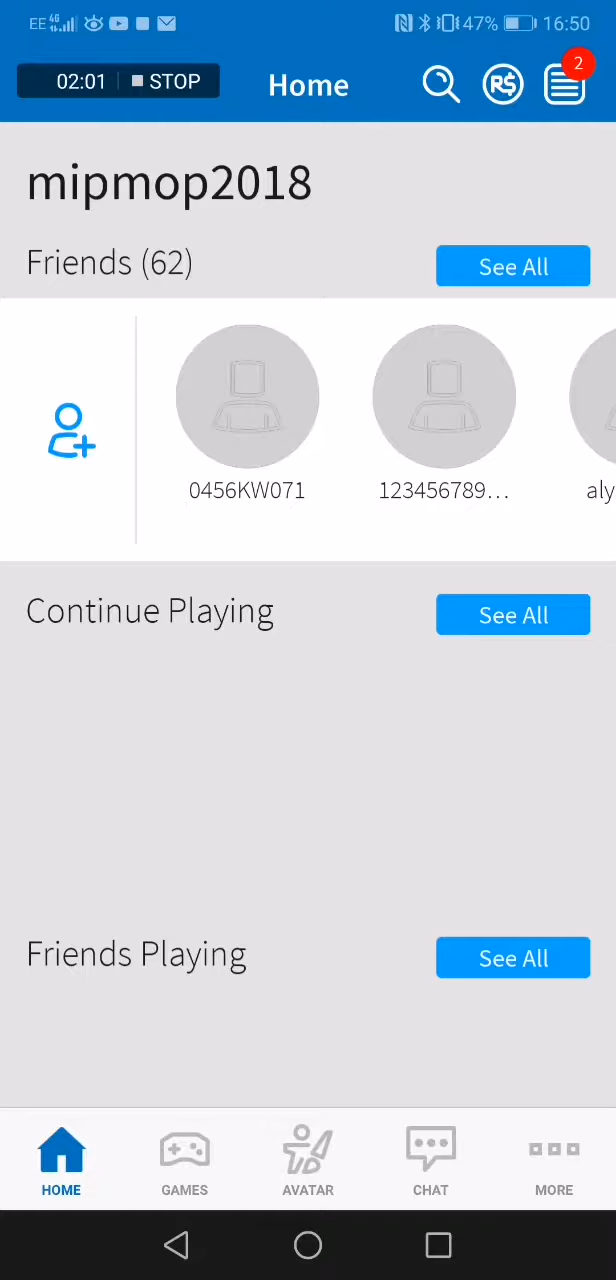 EE 4G 47% 16:50
02:01 STOP Home R$ 2
mipmop2018
Friends (62) See All
0456KW071 123456789... aly
Continue Playing See All
Friends Playing See All
HOME GAMES AVATAR CHAT MORE